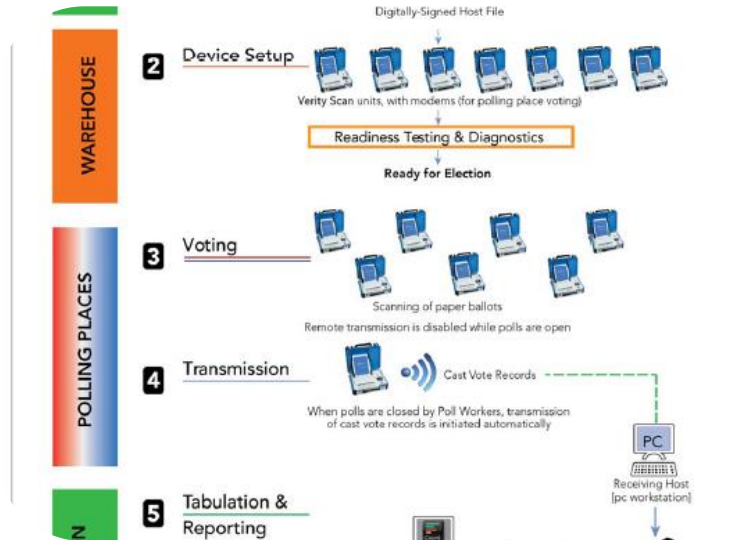 Digitally-Signed Host File
WAREHOUSE
2
Device Setup
Verity Scan units, with modems (for polling place voting)
Readiness Testing & Diagnostics
Ready for Election
POLLING PLACES
3
Voting
Scanning of paper ballots
Remote transmission is disabled while polls are open
4
Transmission
Cast Vote Records
When polls are closed by Poll Workers, transmission
of cast vote records is initiated automatically
PC
Receiving Host
[pc workstation]
N
5
Tabulation &
Reporting